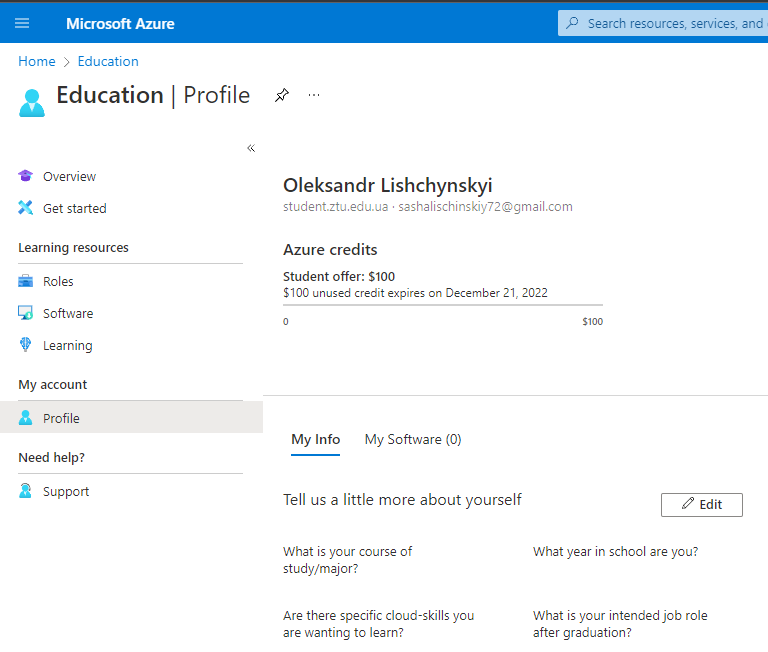 Microsoft Azure
Search resources, services, and
Home > Education
Education | Profile
Overview
Get started
Learning resources
Roles
Software
Learning
My account
Profile
Need help?
Support
Oleksandr Lishchynskyi
student.ztu.edu.ua · sashalischinskiy72@gmail.com
Azure credits
Student offer: $100
$100 unused credit expires on December 21, 2022
0 $100
My Info My Software (0)
Tell us a little more about yourself
Edit
What is your course of
study/major?
What year in school are you?
Are there specific cloud-skills you
are wanting to learn?
What is your intended job role
after graduation?